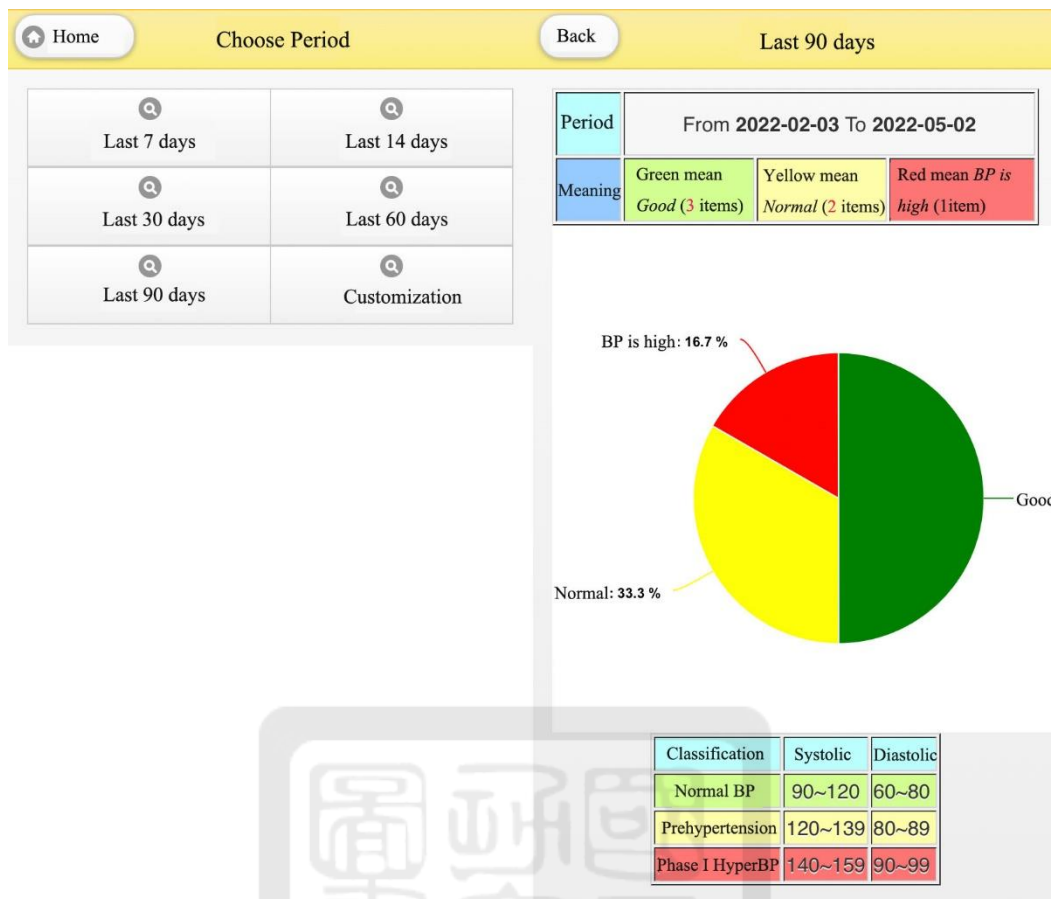 Home
Choose Period
Last 7 days
Last 14 days
Last 30 days
Last 60 days
Last 90 days
Customization
Back
Last 90 days
Period
From 2022-02-03 To 2022-05-02
Meaning
Green mean
Good (3 items)
Yellow mean
Normal (2 items)
Red mean BP is
high (1item)
BP is high: 16.7 %
Good
Normal: 33.3 %
Classification Systolic Diastolic
Normal BP 90~120 60~80
Prehypertension 120~139 80~89
Phase I HyperBP 140~159 90~99